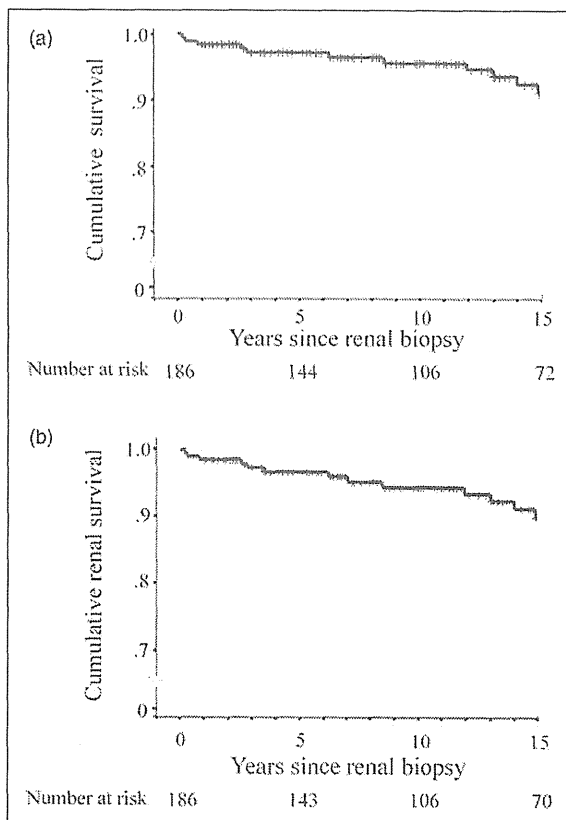 (a)
Cumulative survival
1.0
.9
.8
.7
0
0 5 10 15
Years since renal biopsy
Number at risk 186 144 106 72
(b)
Cumulative renal survival
1.0
.9
.8
.7
0
0 5 10 15
Years since renal biopsy
Number at risk 186 143 106 70